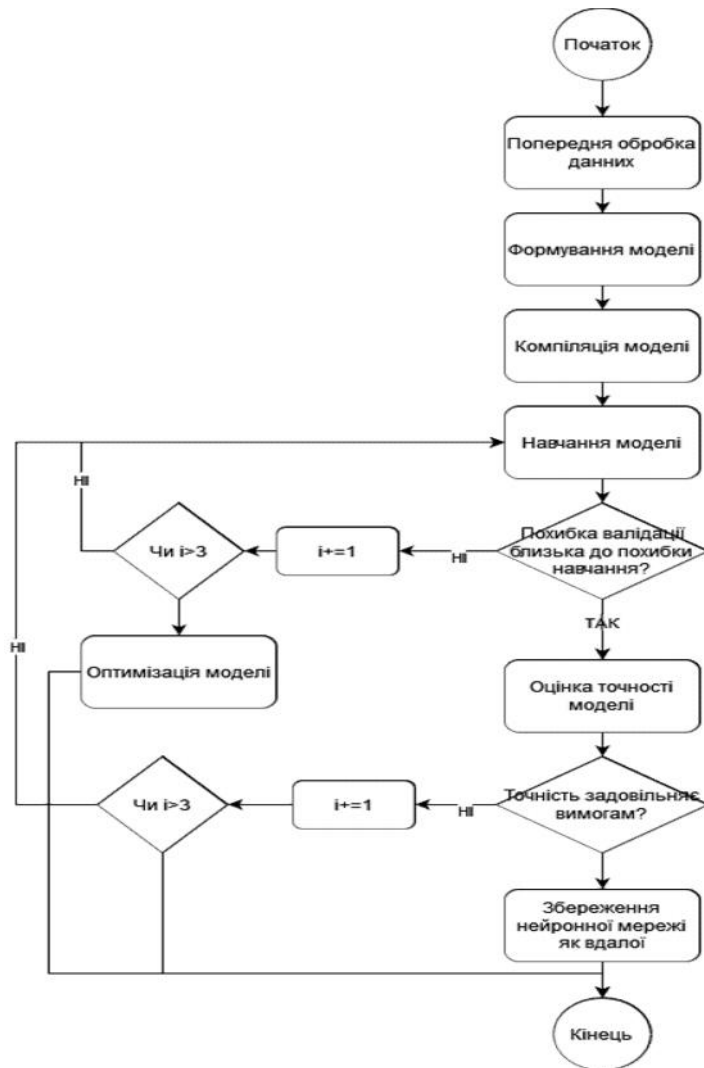 Початок
Попередня обробка
данних
Формування моделі
Компіляція моделі
Навчання моделі
НІ
Чи i>3
i+=1
НІ
Похибка валідації
близька до похибки
навчання?
ТАК
НІ
Оптимізація моделі
Оцінка точності
моделі
Чи i>3
i+=1
НІ
Точність задовільняє
вимогам?
Збереження
нейронної мережі
як вдалої
Кінець